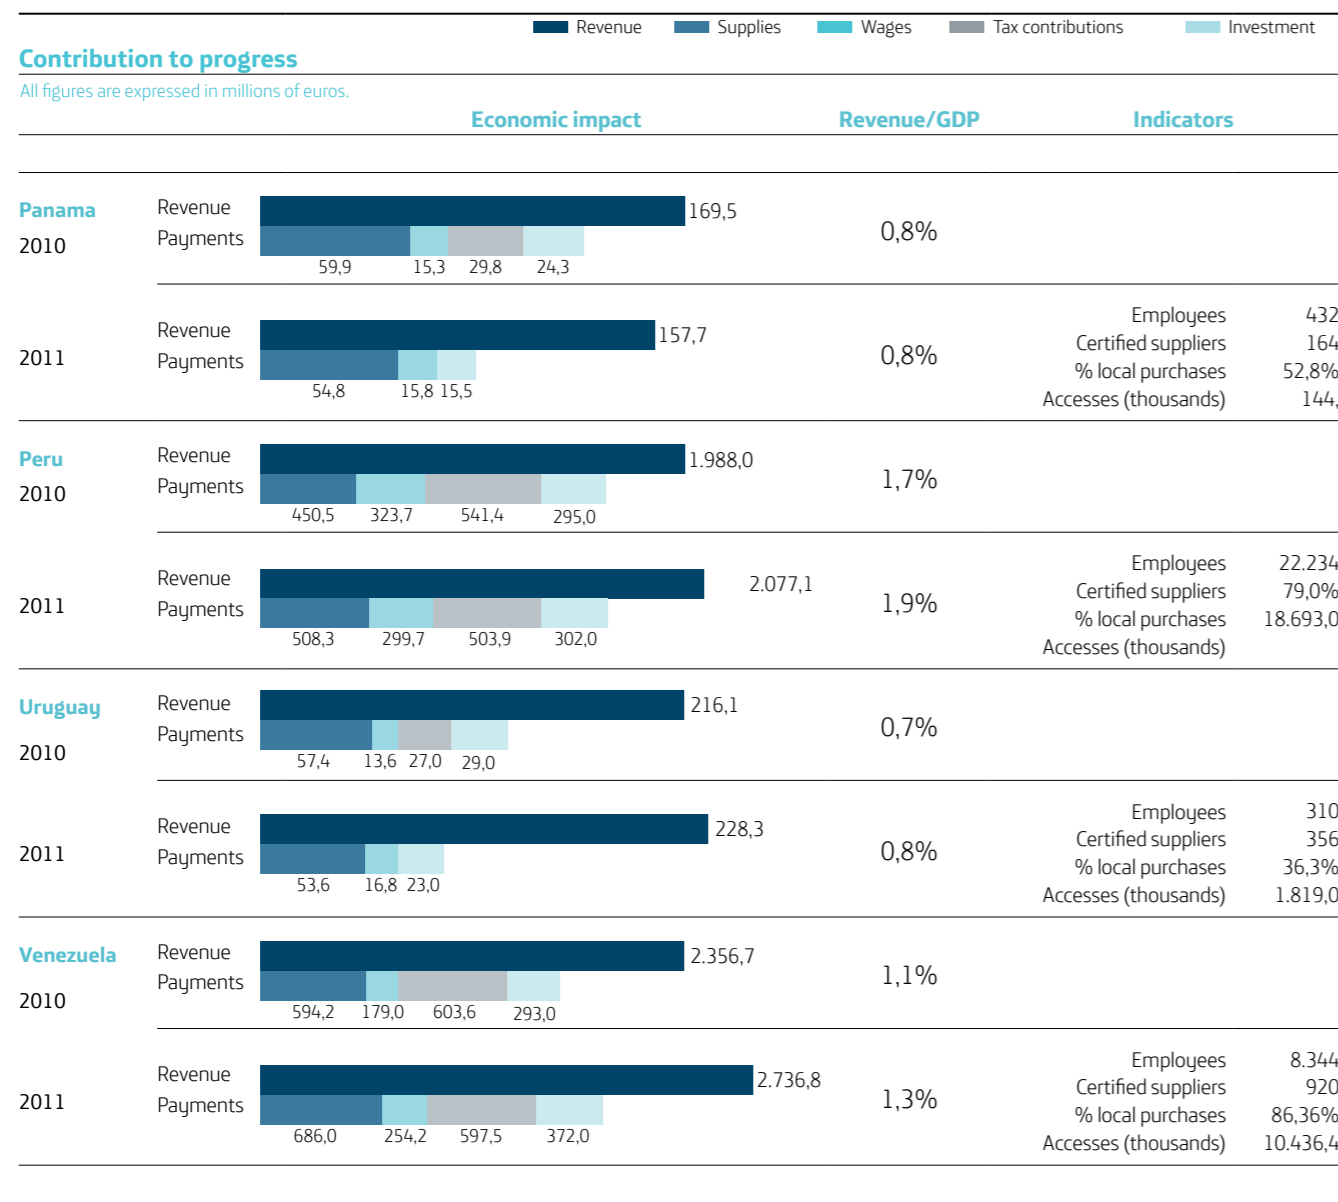 Revenue Supplies Wages Tax contributions Investment
Contribution to progress
All figures are expressed in millions of euros.
Economic impact Revenue/GDP Indicators
Panama
2010
Revenue 169,5
Payments
59,9 15,3 29,8 24,3
0,8%
2011
Revenue 157,7
Payments
54,8 15,8 15,5
0,8%
Employees 432
Certified suppliers 164
% local purchases 52,8%
Accesses (thousands) 144,
Peru
2010
Revenue 1.988,0
Payments
450,5 323,7 541,4 295,0
1,7%
2011
Revenue 2.077,1
Payments
508,3 299,7 503,9 302,0
1,9%
Employees 22.234
Certified suppliers 79,0%
% local purchases 18.693,0
Accesses (thousands)
Uruguay
2010
Revenue 216,1
Payments
57,4 13,6 27,0 29,0
0,7%
2011
Revenue 228,3
Payments
53,6 16,8 23,0
0,8%
Employees 310
Certified suppliers 356
% local purchases 36,3%
Accesses (thousands) 1.819,0
Venezuela
2010
Revenue 2.356,7
Payments
594,2 179,0 603,6 293,0
1,1%
2011
Revenue 2.736,8
Payments
686,0 254,2 597,5 372,0
1,3%
Employees 8.344
Certified suppliers 920
% local purchases 86,36%
Accesses (thousands) 10.436,4